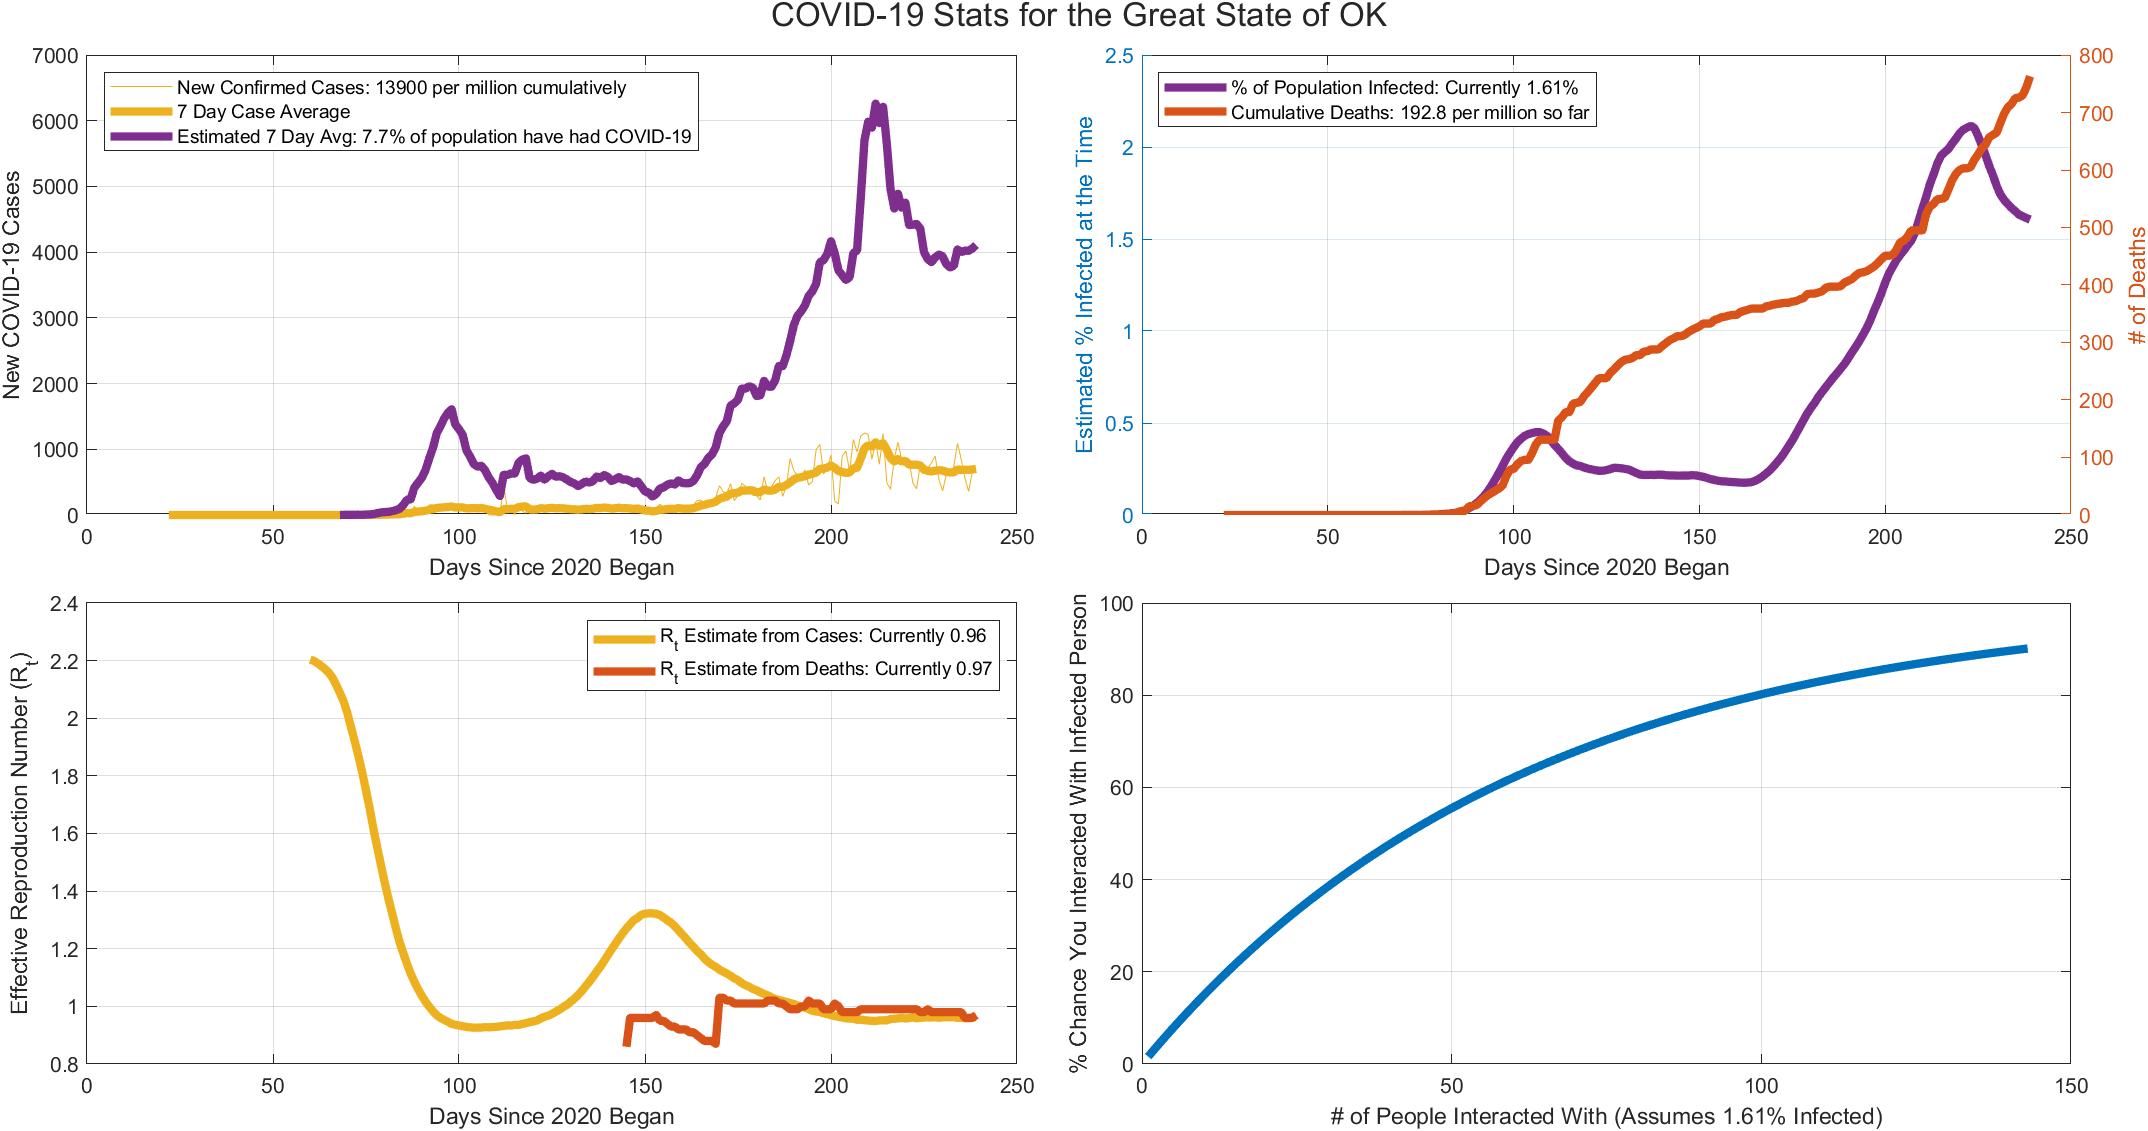 COVID-19 Stats for the Great State of OK
New COVID-19 Cases
7000
6000
5000
4000
3000
2000
1000
0
New Confirmed Cases: 13900 per million cumulatively
7 Day Case Average
Estimated 7 Day Avg: 7.7% of population have had COVID-19
0 50 100 150 200 250
Days Since 2020 Began
Estimated % Infected at the Time
2.5
2
1.5
1
0.5
0
% of Population Infected: Currently 1.61%
Cumulative Deaths: 192.8 per million so far
800
700
600
500
400
300
200
100
0
# of Deaths
0 50 100 150 200 250
Days Since 2020 Began
Effective Reproduction Number (Rt)
2.4
2.2
2
1.8
1.6
1.4
1.2
1
0.8
Rt Estimate from Cases: Currently 0.96
Rt Estimate from Deaths: Currently 0.97
0 50 100 150 200 250
Days Since 2020 Began
% Chance You Interacted With Infected Person
100
80
60
40
20
0
0 50 100 150
# of People Interacted With (Assumes 1.61% Infected)